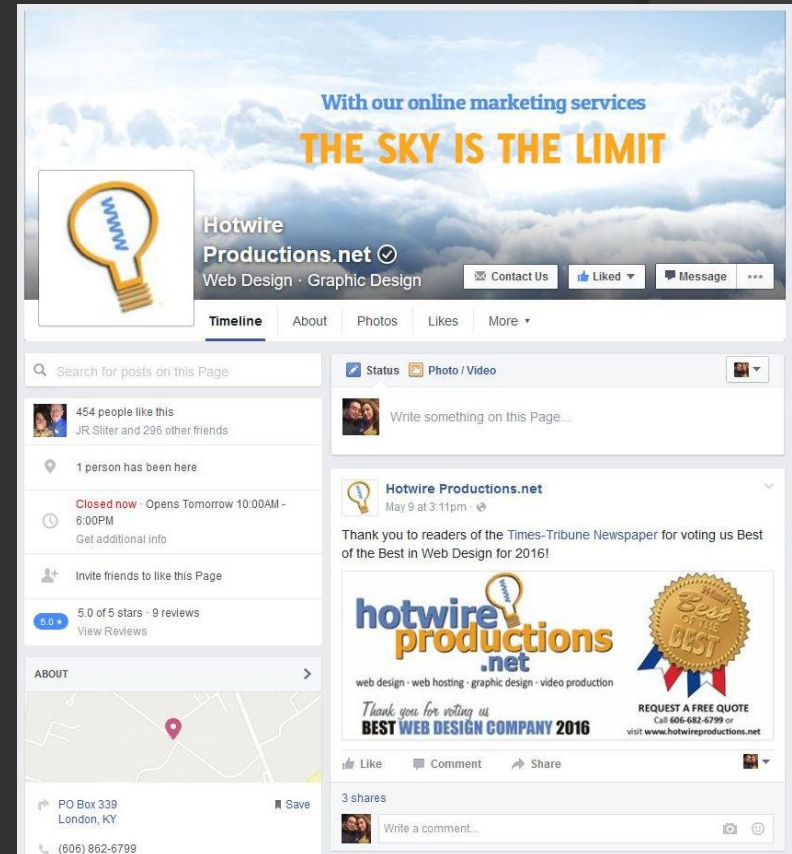 With our online marketing services
THE SKY IS THE LIMIT
www
Hotwire
Productions.net
Web Design · Graphic Design
Contact Us
Liked
Message
Timeline
About
Photos
Likes
More
Search for posts on this Page
454 people like this
JR Sliter and 296 other friends
1 person has been here
Closed now · Opens Tomorrow 10:00AM -
6:00PM
Get additional info
Invite friends to like this Page
5.0
5.0 of 5 stars · 9 reviews
View Reviews
ABOUT
PO Box 339
London, KY
Save
(606) 862-6799
Status
Photo / Video
Write something on this Page...
Hotwire Productions.net
May 9 at 3:11pm ·
Thank you to readers of the Times-Tribune Newspaper for voting us Best
of the Best in Web Design for 2016!
hotwire
productions
.net
web design - web hosting - graphic design - video production
Thank you for voting us
BEST WEB DESIGN COMPANY 2016
Best
OF THE
BEST
REQUEST A FREE QUOTE
Call 606-682-6799 or
visit www.hotwireproductions.net
Like
Comment
Share
3 shares
Write a comment...